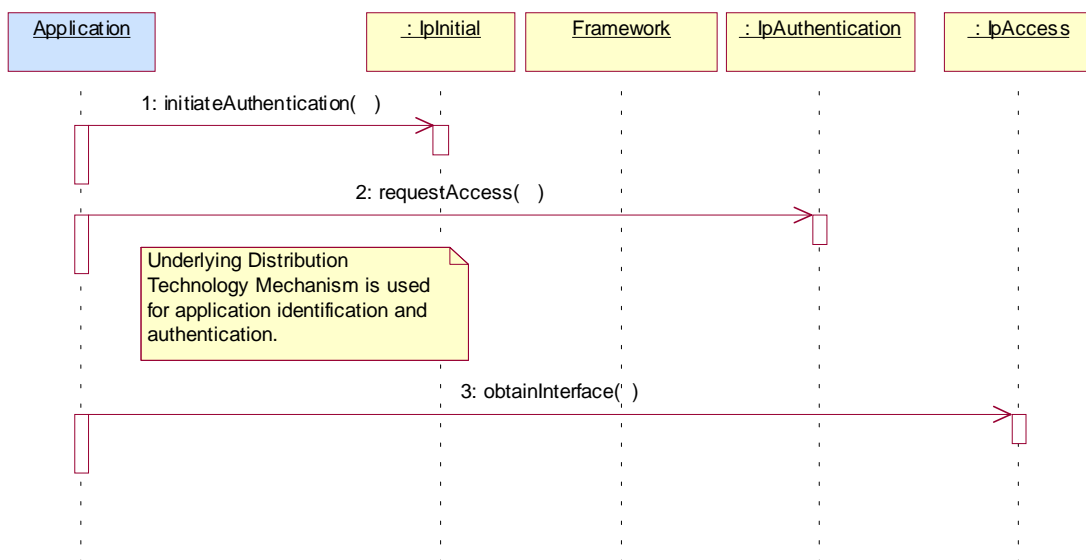 Application
: IpInitial
Framework
: IpAuthentication
: IpAccess
1: initiateAuthentication( )
2: requestAccess( )
Underlying Distribution
Technology Mechanism is used
for application identification and
authentication.
3: obtainInterface( )